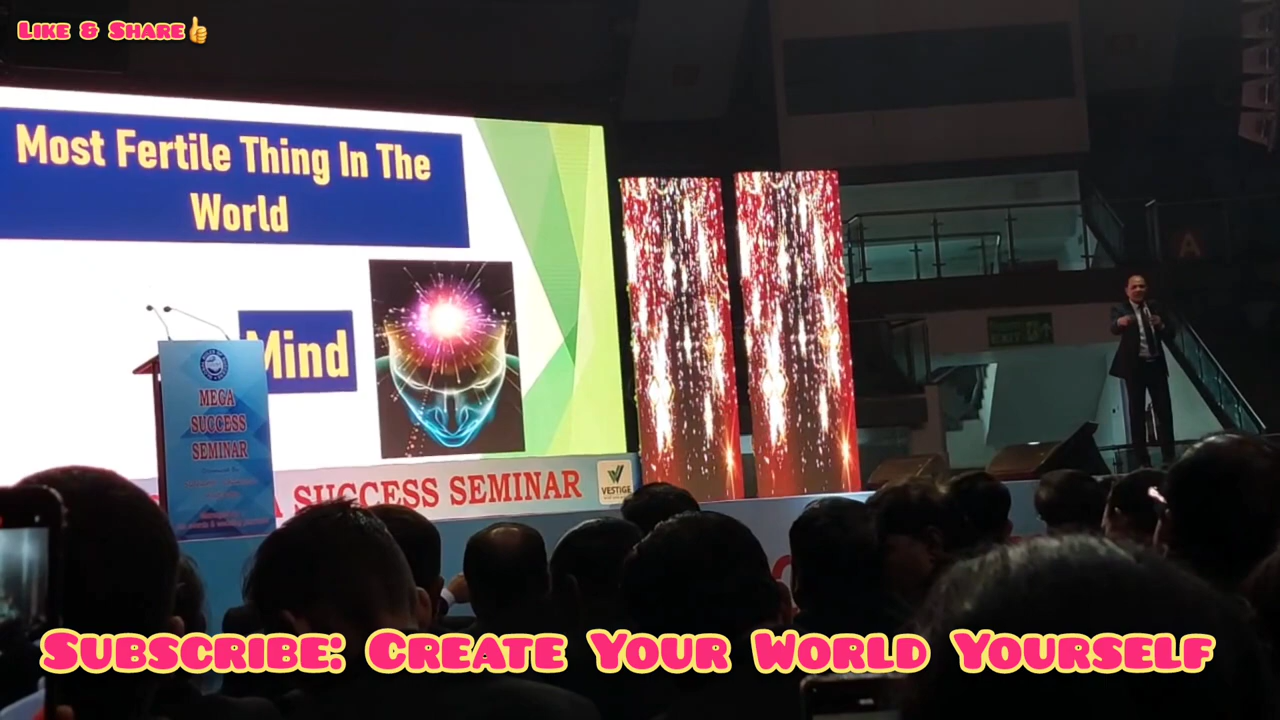 Like & Share👍
Most Fertile Thing In The
World
Mind
MEGA
SUCCESS
SEMINAR
A SUCCESS SEMINAR
VESTIGE
EXIT
A
Subscribe: Create Your World Yourself